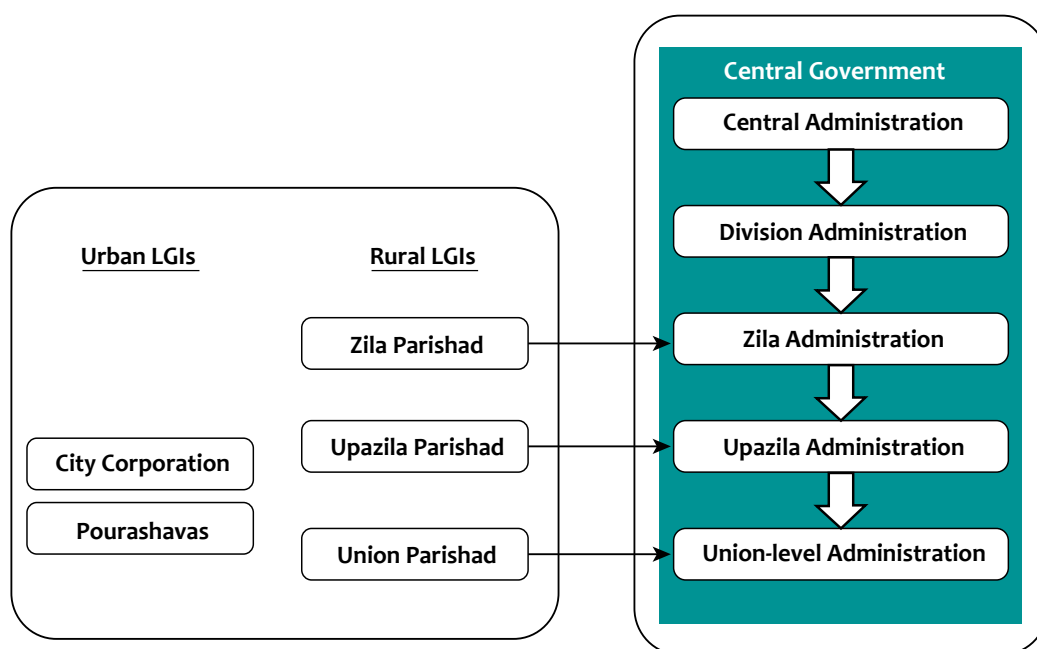 Central Government
Central Administration
Division Administration
Urban LGIs
Rural LGIs
Zila Parishad
Zila Administration
City Corporation
Upazila Parishad
Upazila Administration
Pourashavas
Union Parishad
Union-level Administration